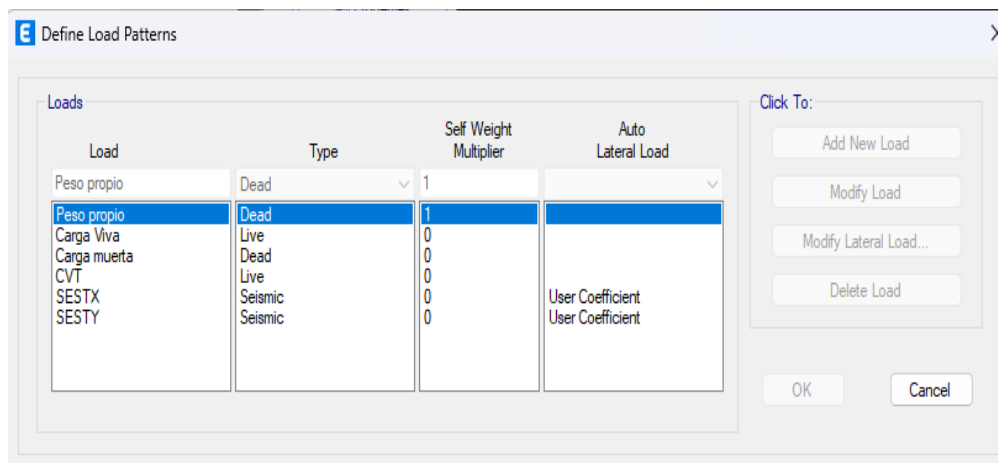 E Define Load Patterns
Loads
Click To:
Load Type Self Weight Multiplier Auto Lateral Load
Peso propio Dead 1
Peso propio Dead 1
Carga Viva Live 0
Carga muerta Dead 0
CVT Live 0
SESTX Seismic 0 User Coefficient
SESTY Seismic 0 User Coefficient
Add New Load
Modify Load
Modify Lateral Load...
Delete Load
OK Cancel